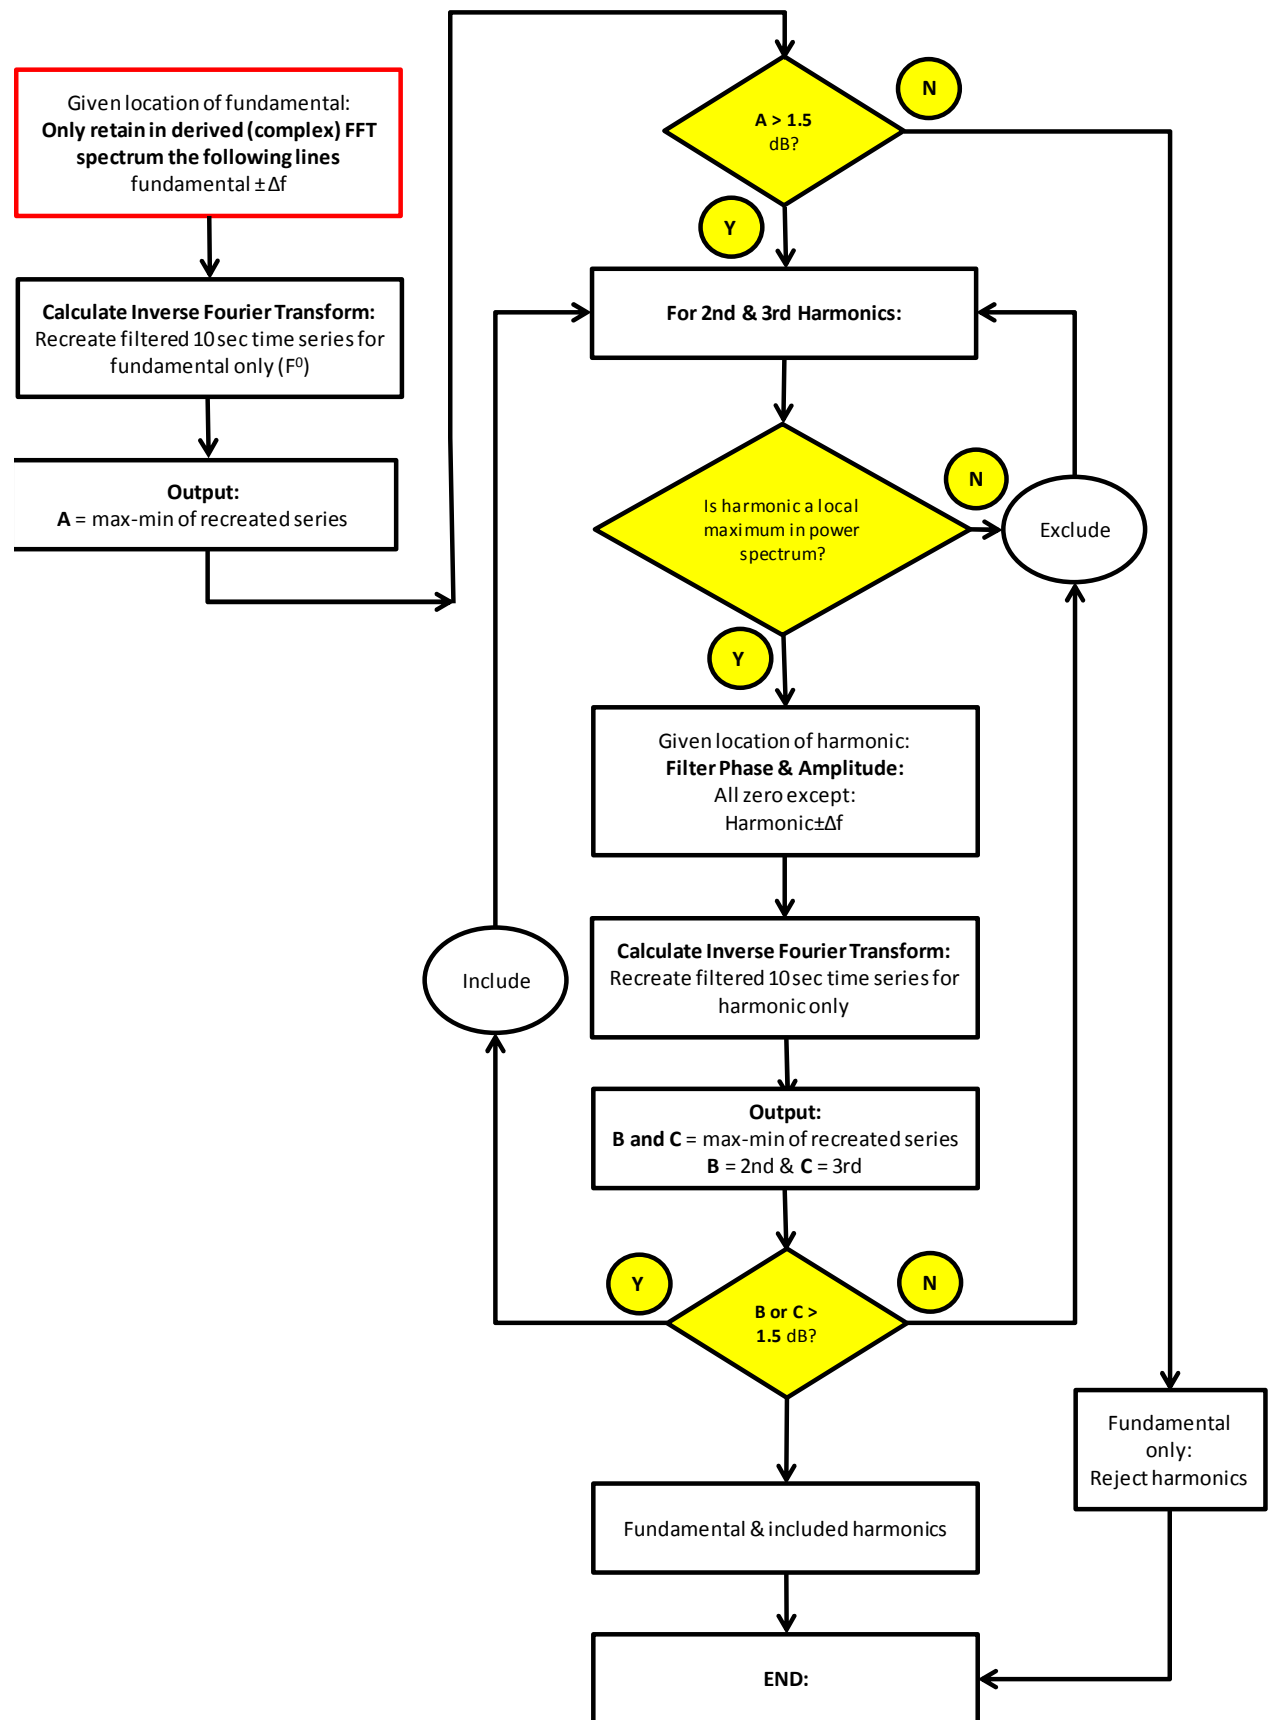 Given location of fundamental:
Only retain in derived (complex) FFT
spectrum the following lines
fundamental ± Δf
Calculate Inverse Fourier Transform:
Recreate filtered 10 sec time series for
fundamental only (F⁰)
Output:
A = max-min of recreated series
A > 1.5
dB?
N
Y
For 2nd & 3rd Harmonics:
Is harmonic a local
maximum in power
spectrum?
N
Exclude
Y
Given location of harmonic:
Filter Phase & Amplitude:
All zero except:
Harmonic±Δf
Calculate Inverse Fourier Transform:
Recreate filtered 10 sec time series for
harmonic only
Include
Output:
B and C = max-min of recreated series
B = 2nd & C = 3rd
Y
B or C >
1.5 dB?
N
Fundamental
only:
Reject harmonics
Fundamental & included harmonics
END: